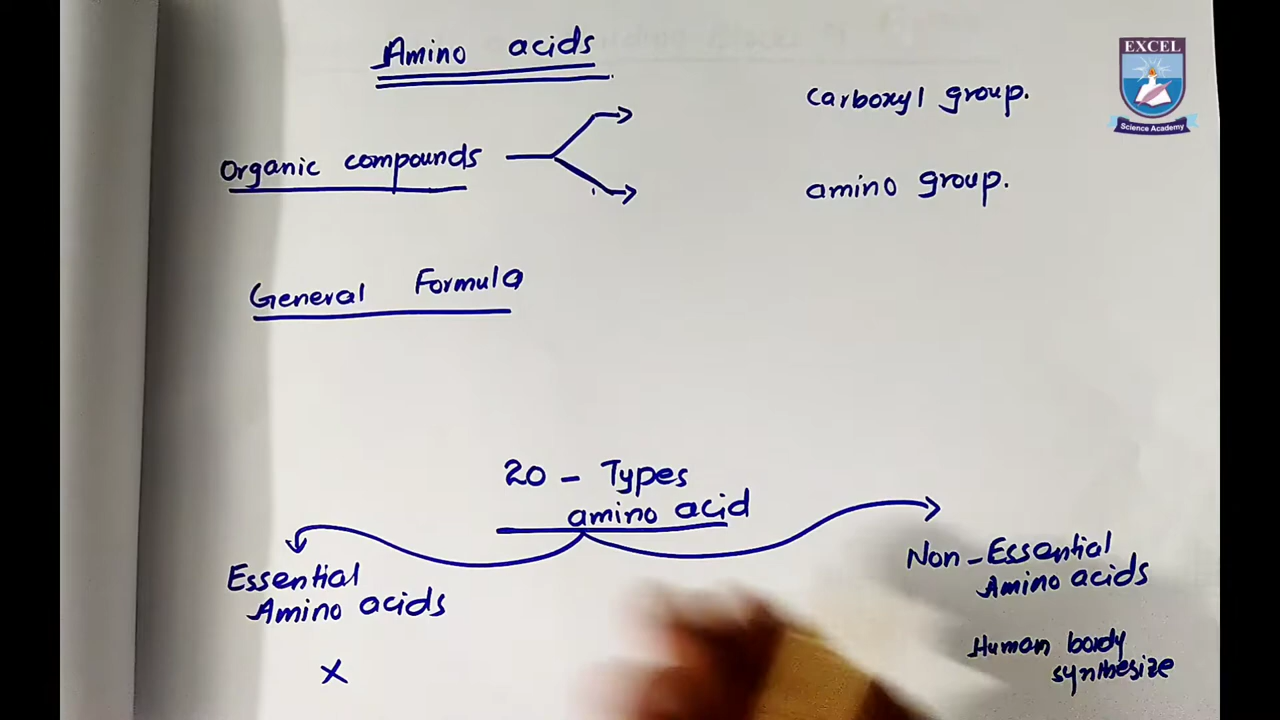 Amino acids
EXCEL
Science Academy
carboxyl group.
Organic compounds
amino group.
General Formula
20 - Types
amino acid
Essential
Amino acids
X
Non-Essential
Amino acids
Human bordy
synthesize